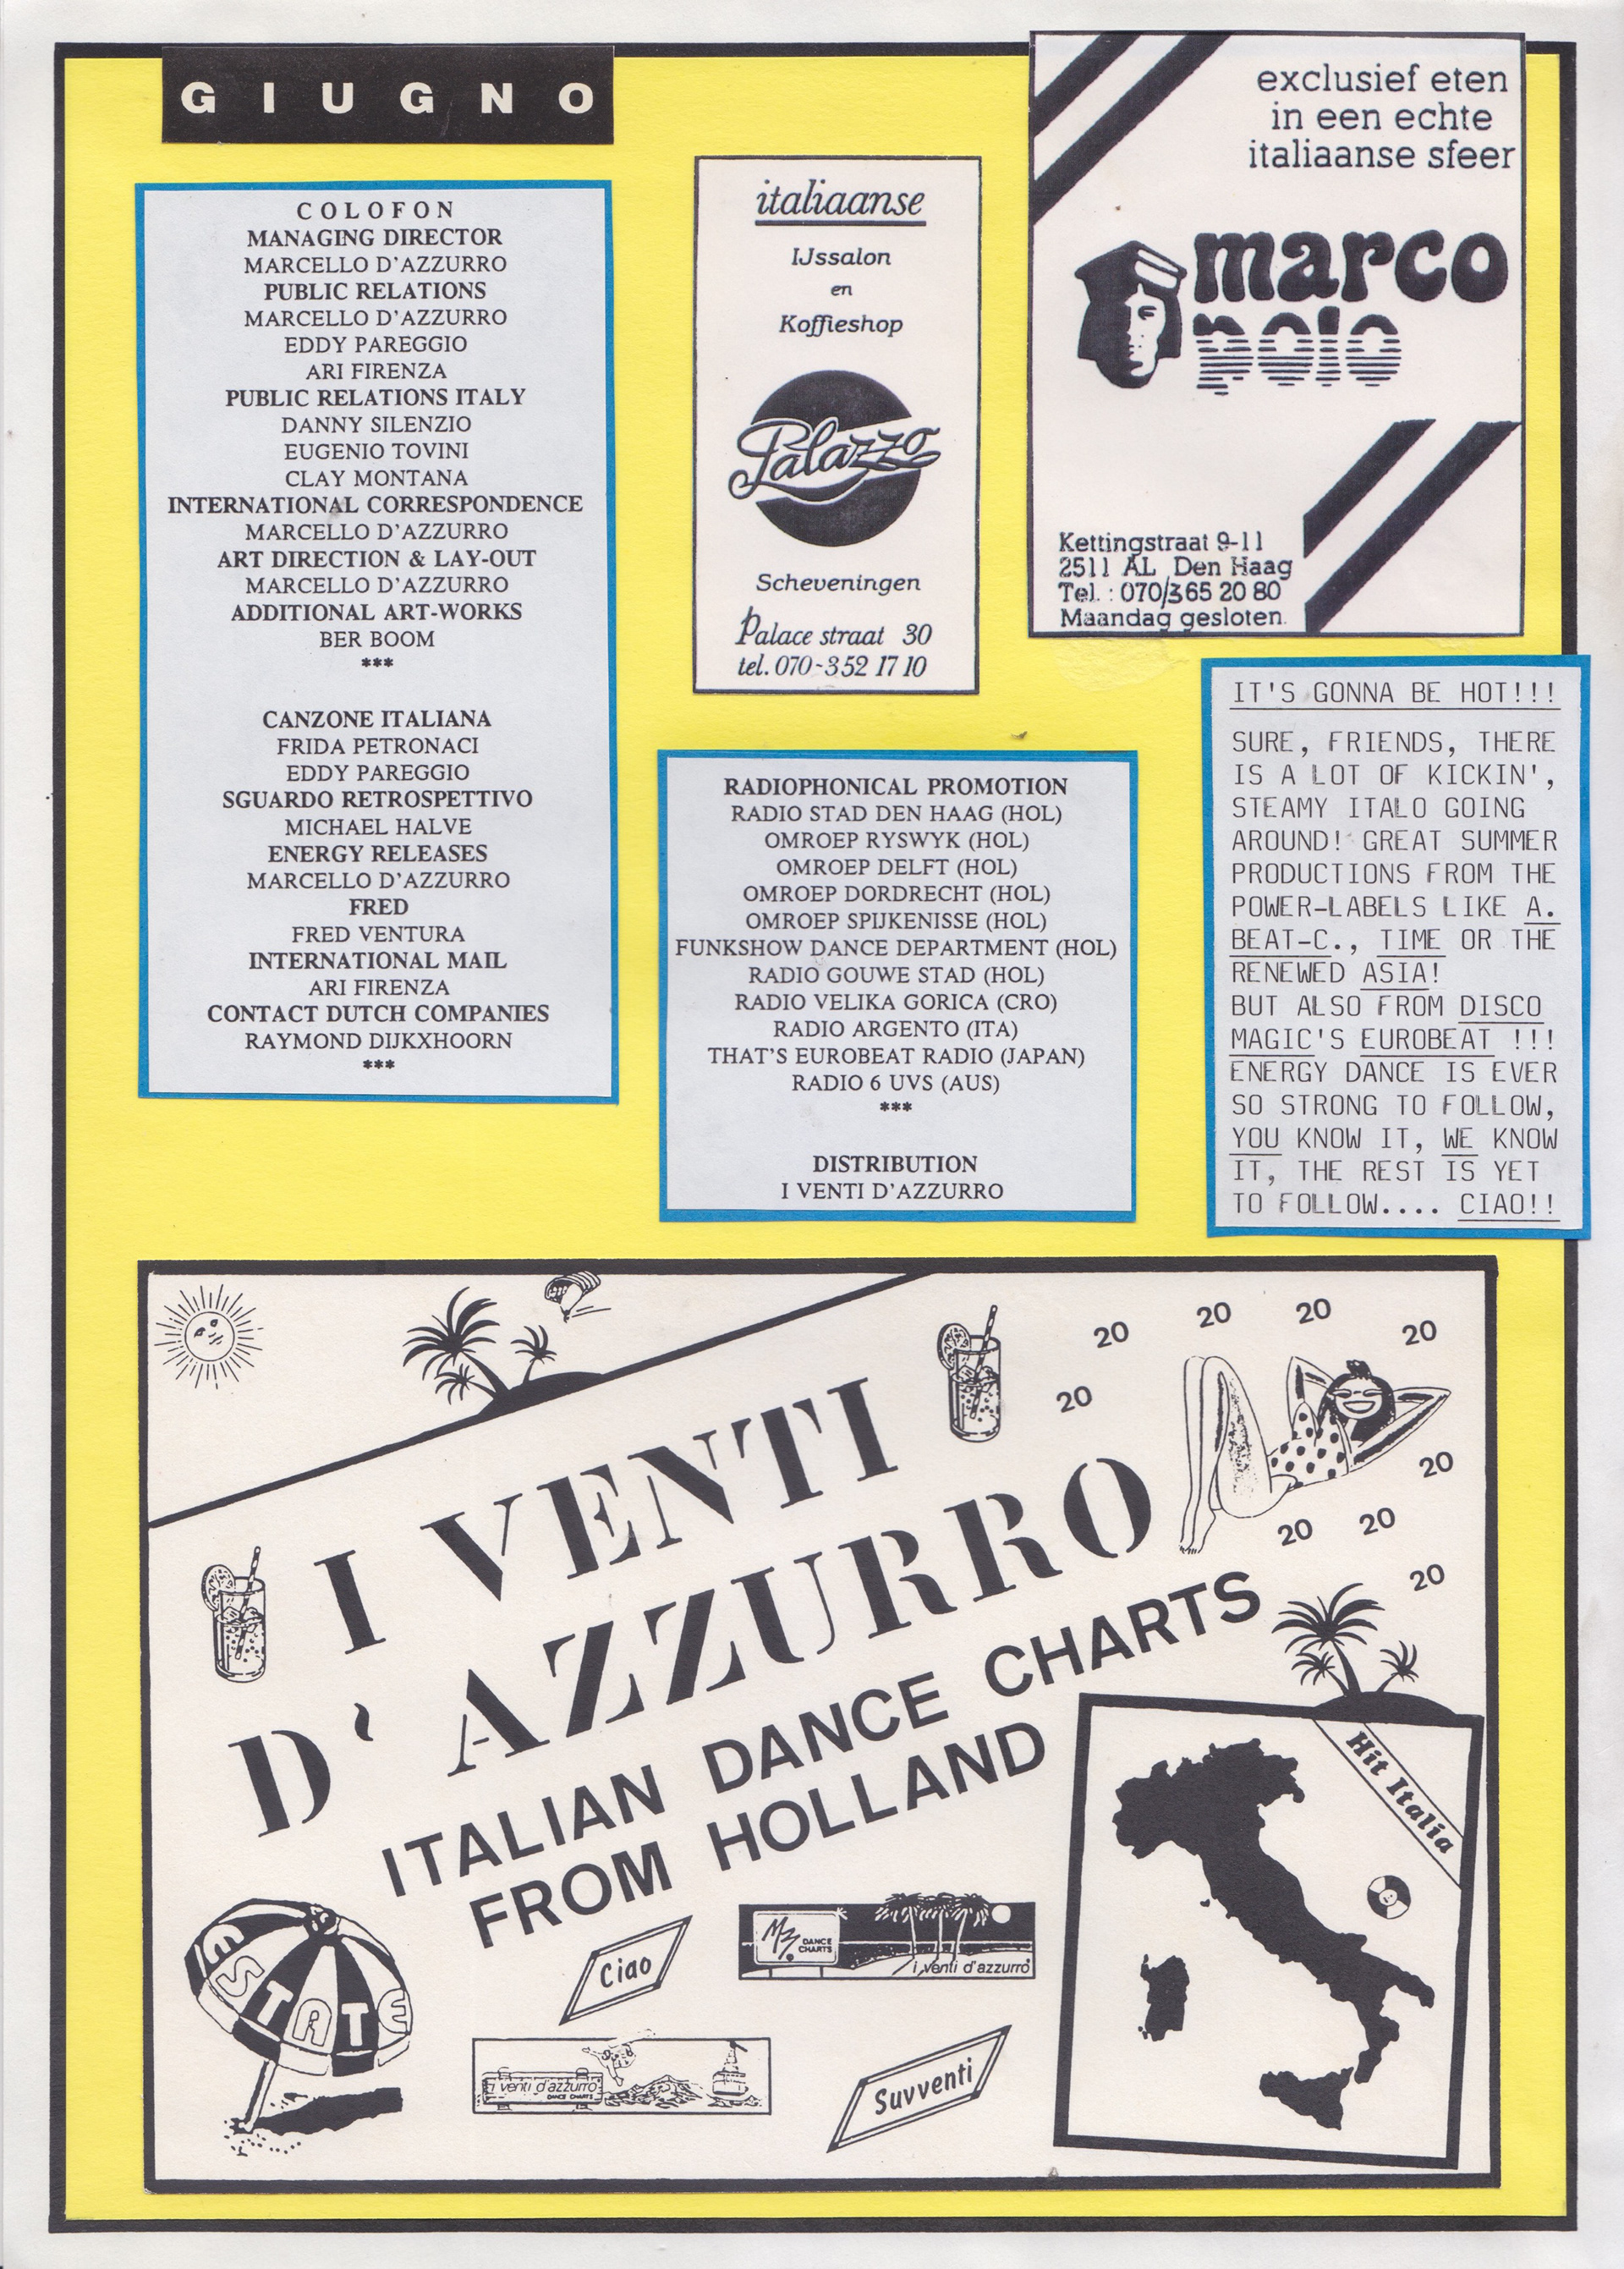 GIUGNO
COLOFON
MANAGING DIRECTOR
MARCELLO D'AZZURRO
PUBLIC RELATIONS
MARCELLO D'AZZURRO
EDDY PAREGGIO
ARI FIRENZA
PUBLIC RELATIONS ITALY
DANNY SILENZIO
EUGENIO TOVINI
CLAY MONTANA
INTERNATIONAL CORRESPONDENCE
MARCELLO D'AZZURRO
ART DIRECTION & LAY-OUT
MARCELLO D'AZZURRO
ADDITIONAL ART-WORKS
BER BOOM
***
CANZONE ITALIANA
FRIDA PETRONACI
EDDY PAREGGIO
SGUARDO RETROSPETTIVO
MICHAEL HALVE
ENERGY RELEASES
MARCELLO D'AZZURRO
FRED
FRED VENTURA
INTERNATIONAL MAIL
ARI FIRENZA
CONTACT DUTCH COMPANIES
RAYMOND DIJKXHOORN
***
italiaanse
IJssalon
en
Koffieshop
Palazzo
Scheveningen
Palace straat 30
tel. 070-352 17 10
exclusief eten
in een echte
italiaanse sfeer
marco
polo
Kettingstraat 9-11
2511 AL Den Haag
Tel. : 070/365 20 80
Maandag gesloten.
RADIOPHONICAL PROMOTION
RADIO STAD DEN HAAG (HOL)
OMROEP RYSWYK (HOL)
OMROEP DELFT (HOL)
OMROEP DORDRECHT (HOL)
OMROEP SPIJKENISSE (HOL)
FUNKSHOW DANCE DEPARTMENT (HOL)
RADIO GOUWE STAD (HOL)
RADIO VELIKA GORICA (CRO)
RADIO ARGENTO (ITA)
THAT'S EUROBEAT RADIO (JAPAN)
RADIO 6 UVS (AUS)
***
DISTRIBUTION
I VENTI D'AZZURRO
IT'S GONNA BE HOT!!!
SURE, FRIENDS, THERE
IS A LOT OF KICKIN',
STEAMY ITALO GOING
AROUND! GREAT SUMMER
PRODUCTIONS FROM THE
POWER-LABELS LIKE A.
BEAT-C., TIME OR THE
RENEWED ASIA!
BUT ALSO FROM DISCO
MAGIC'S EUROBEAT !!!
ENERGY DANCE IS EVER
SO STRONG TO FOLLOW,
YOU KNOW IT, WE KNOW
IT, THE REST IS YET
TO FOLLOW.... CIAO!!
20
20
20
20
20
20
20
20
20
I VENTI
D'AZZURRO
ITALIAN DANCE CHARTS
FROM HOLLAND
Hit Italia
ESTATE
Ciao
DANCE
CHARTS
i venti d'azzurro
i venti d'azzurro
DANCE CHARTS
Suvventi